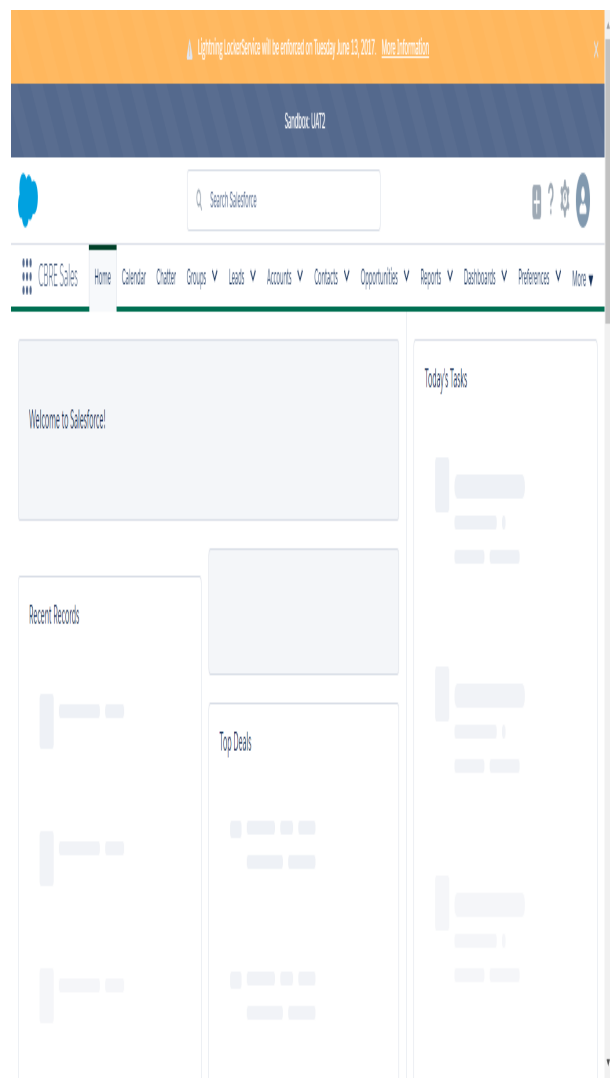 Lightning LockerService will be enforced on Tuesday June 13, 2017. More Information X
Sandbox: UAT2
Search Salesforce
?
CBRE Sales Home Calendar Chatter Groups Leads Accounts Contacts Opportunities Reports Dashboards Preferences More
Welcome to Salesforce!
Today's Tasks
Recent Records
Top Deals